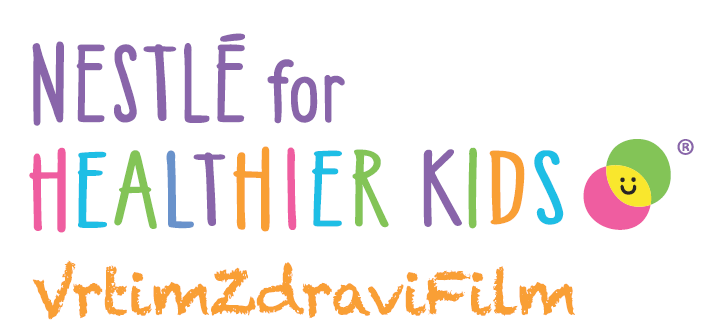 NESTLÉ for
HEALTHIER KIDS ®
VrtimZdraviFilm